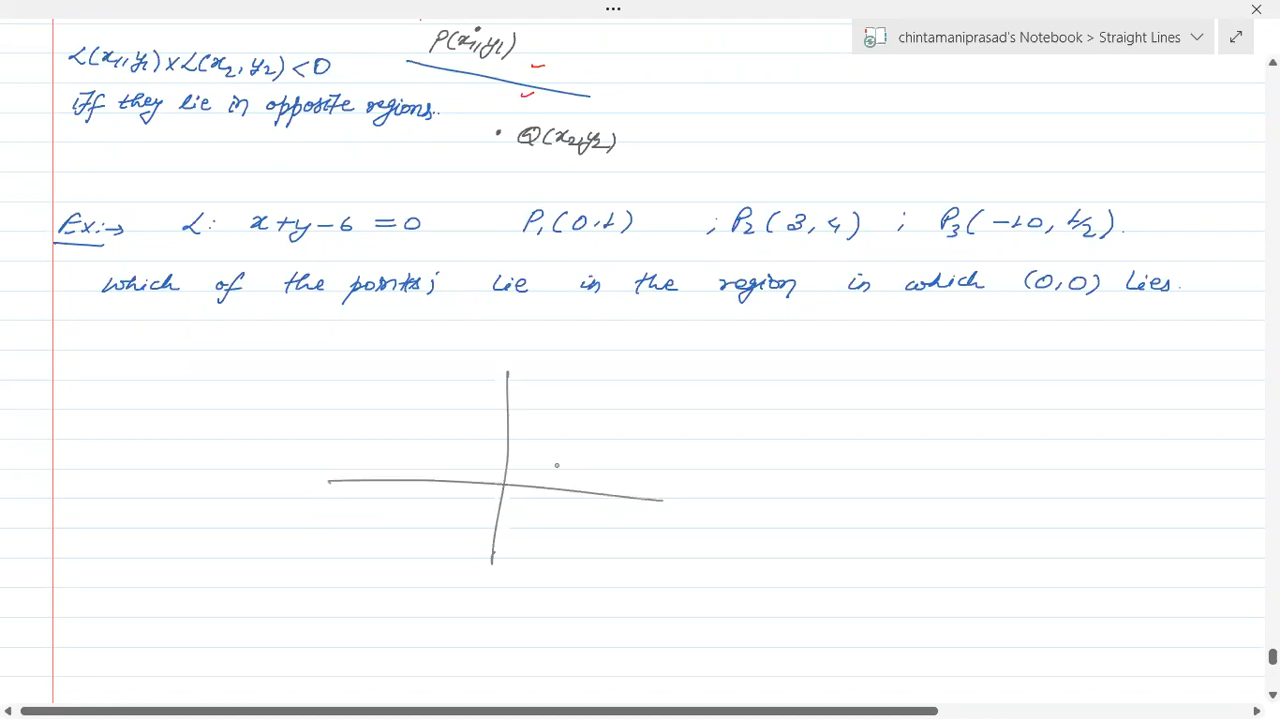 ...
chintamaniprasad's Notebook > Straight Lines
P(x₁,y₁)
L(x₁,y₁)×L(x₂,y₂)<0
If they lie in opposite regions.
Q(x₂,y₂)
Ex:→ L: x+y-6=0 P₁(0,1) ; P₂(3,4) ; P₃(-10,1/2).
which of the points; lie in the region in which (0,0) lies.